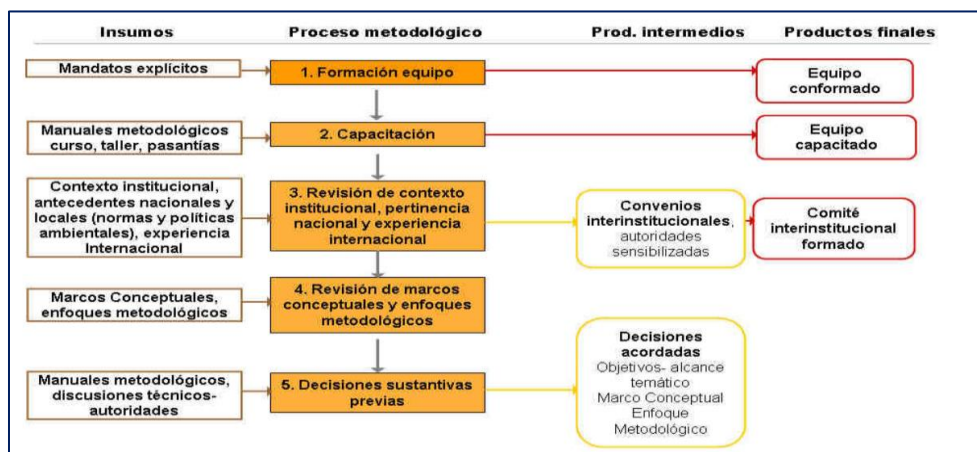 Insumos
Proceso metodológico
Prod. intermedios
Productos finales
Mandatos explícitos
1. Formación equipo
Equipo
conformado
Manuales metodológicos
curso, taller, pasantías
2. Capacitación
Equipo
capacitado
Contexto institucional,
antecedentes nacionales y
locales (normas y políticas
ambientales), experiencia
Internacional
3. Revisión de contexto
institucional, pertinencia
nacional y experiencia
internacional
Convenios
interinstitucionales,
autoridades
sensibilizadas
Comité
interinstitucional
formado
Marcos Conceptuales,
enfoques metodológicos
4. Revisión de marcos
conceptuales y enfoques
metodológicos
Manuales metodológicos,
discusiones técnicos-
autoridades
5. Decisiones sustantivas
previas
Decisiones
acordadas
Objetivos- alcance
temático
Marco Conceptual
Enfoque
Metodológico